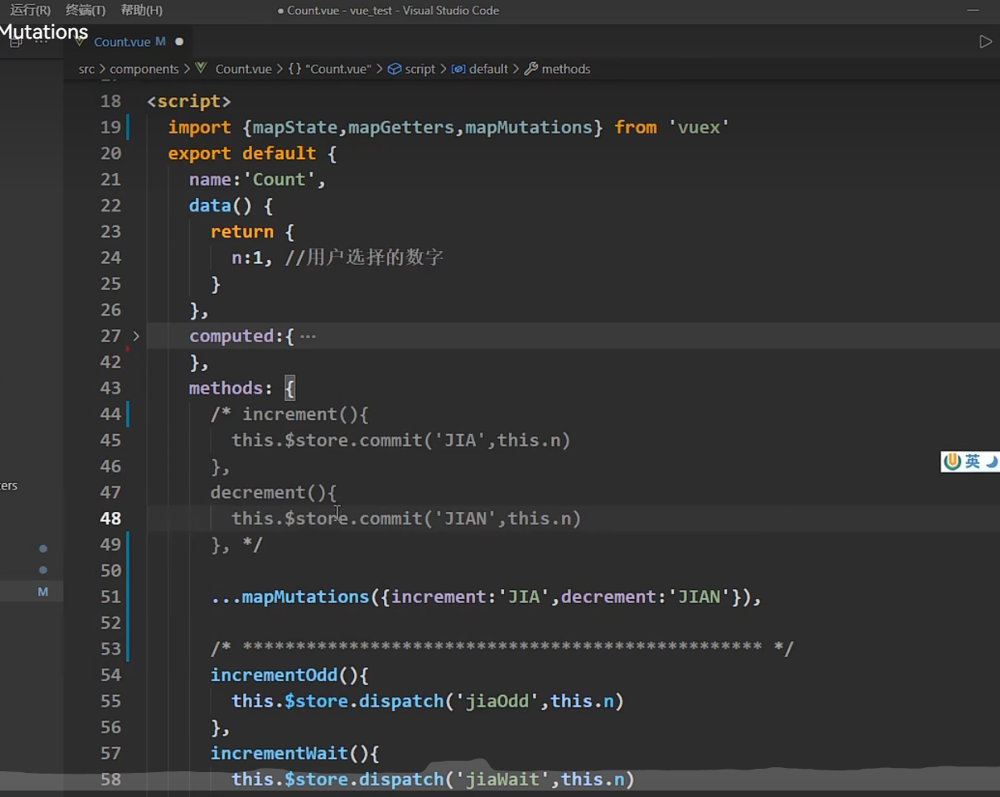 运行(R) 终端(T) 帮助(H) ● Count.vue - vue_test - Visual Studio Code
Mutations
Count.vue M ●
src > components > Count.vue > {} "Count.vue" > script > default > methods
18 <script>
19 import {mapState,mapGetters,mapMutations} from 'vuex'
20 export default {
21 name:'Count',
22 data() {
23 return {
24 n:1, //用户选择的数字
25 }
26 },
27 > computed:{ ···
42 },
43 methods: {
44 /* increment(){
45 this.$store.commit('JIA',this.n)
46 },
47 decrement(){
48 this.$store.commit('JIAN',this.n)
49 }, */
50
51 ...mapMutations({increment:'JIA',decrement:'JIAN'}),
52
53 /* ************************************************* */
54 incrementOdd(){
55 this.$store.dispatch('jiaOdd',this.n)
56 },
57 incrementWait(){
58 this.$store.dispatch('jiaWait',this.n)
ers
M
英